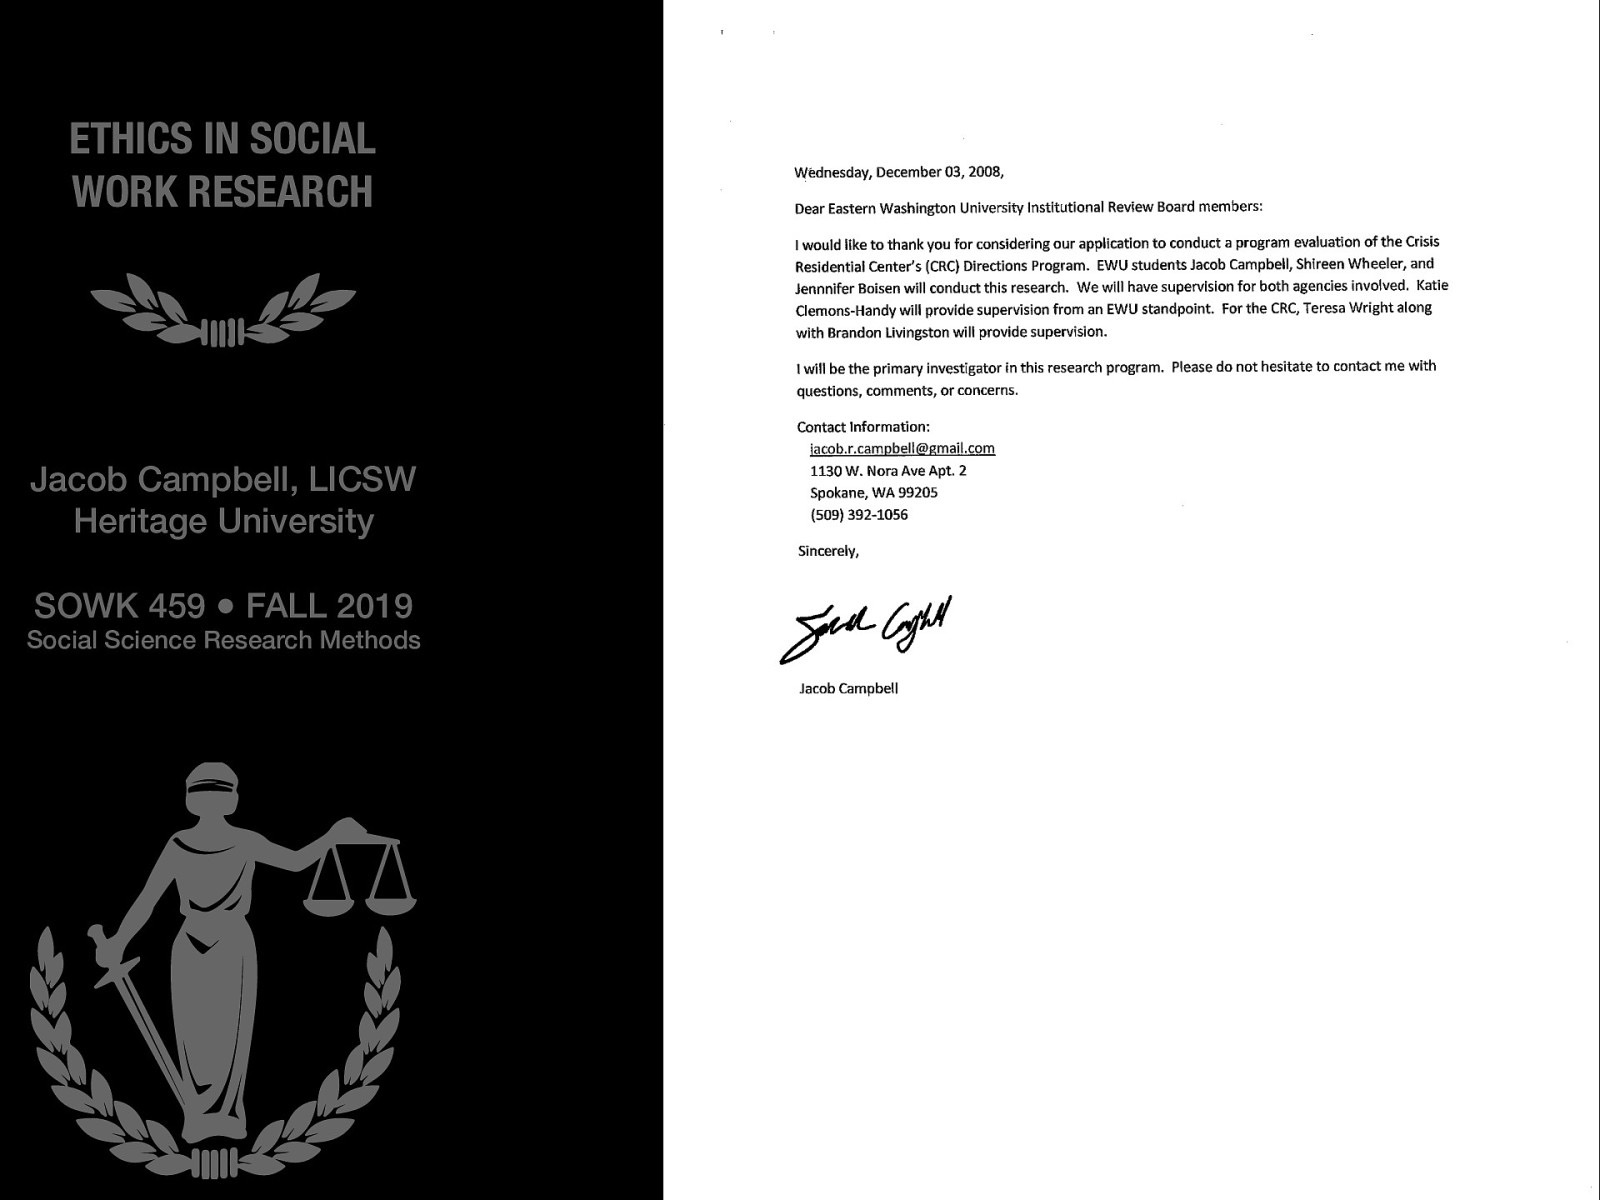 ETHICS IN SOCIAL
WORK RESEARCH
Jacob Campbell, LICSW
Heritage University
SOWK 459 • FALL 2019
Social Science Research Methods
Wednesday, December 03, 2008,
Dear Eastern Washington University Institutional Review Board members:
I would like to thank you for considering our application to conduct a program evaluation of the Crisis
Residential Center's (CRC) Directions Program.  EWU students Jacob Campbell, Shireen Wheeler, and
Jennnifer Boisen will conduct this research.  We will have supervision for both agencies involved.  Katie
Clemons-Handy will provide supervision from an EWU standpoint.  For the CRC, Teresa Wright along
with Brandon Livingston will provide supervision.
I will be the primary investigator in this research program.  Please do not hesitate to contact me with
questions, comments, or concerns.
Contact Information:
jacob.r.campbell@gmail.com
1130 W. Nora Ave Apt. 2
Spokane, WA 99205
(509) 392-1056
Sincerely,
Jacob Campbell
Jacob Campbell